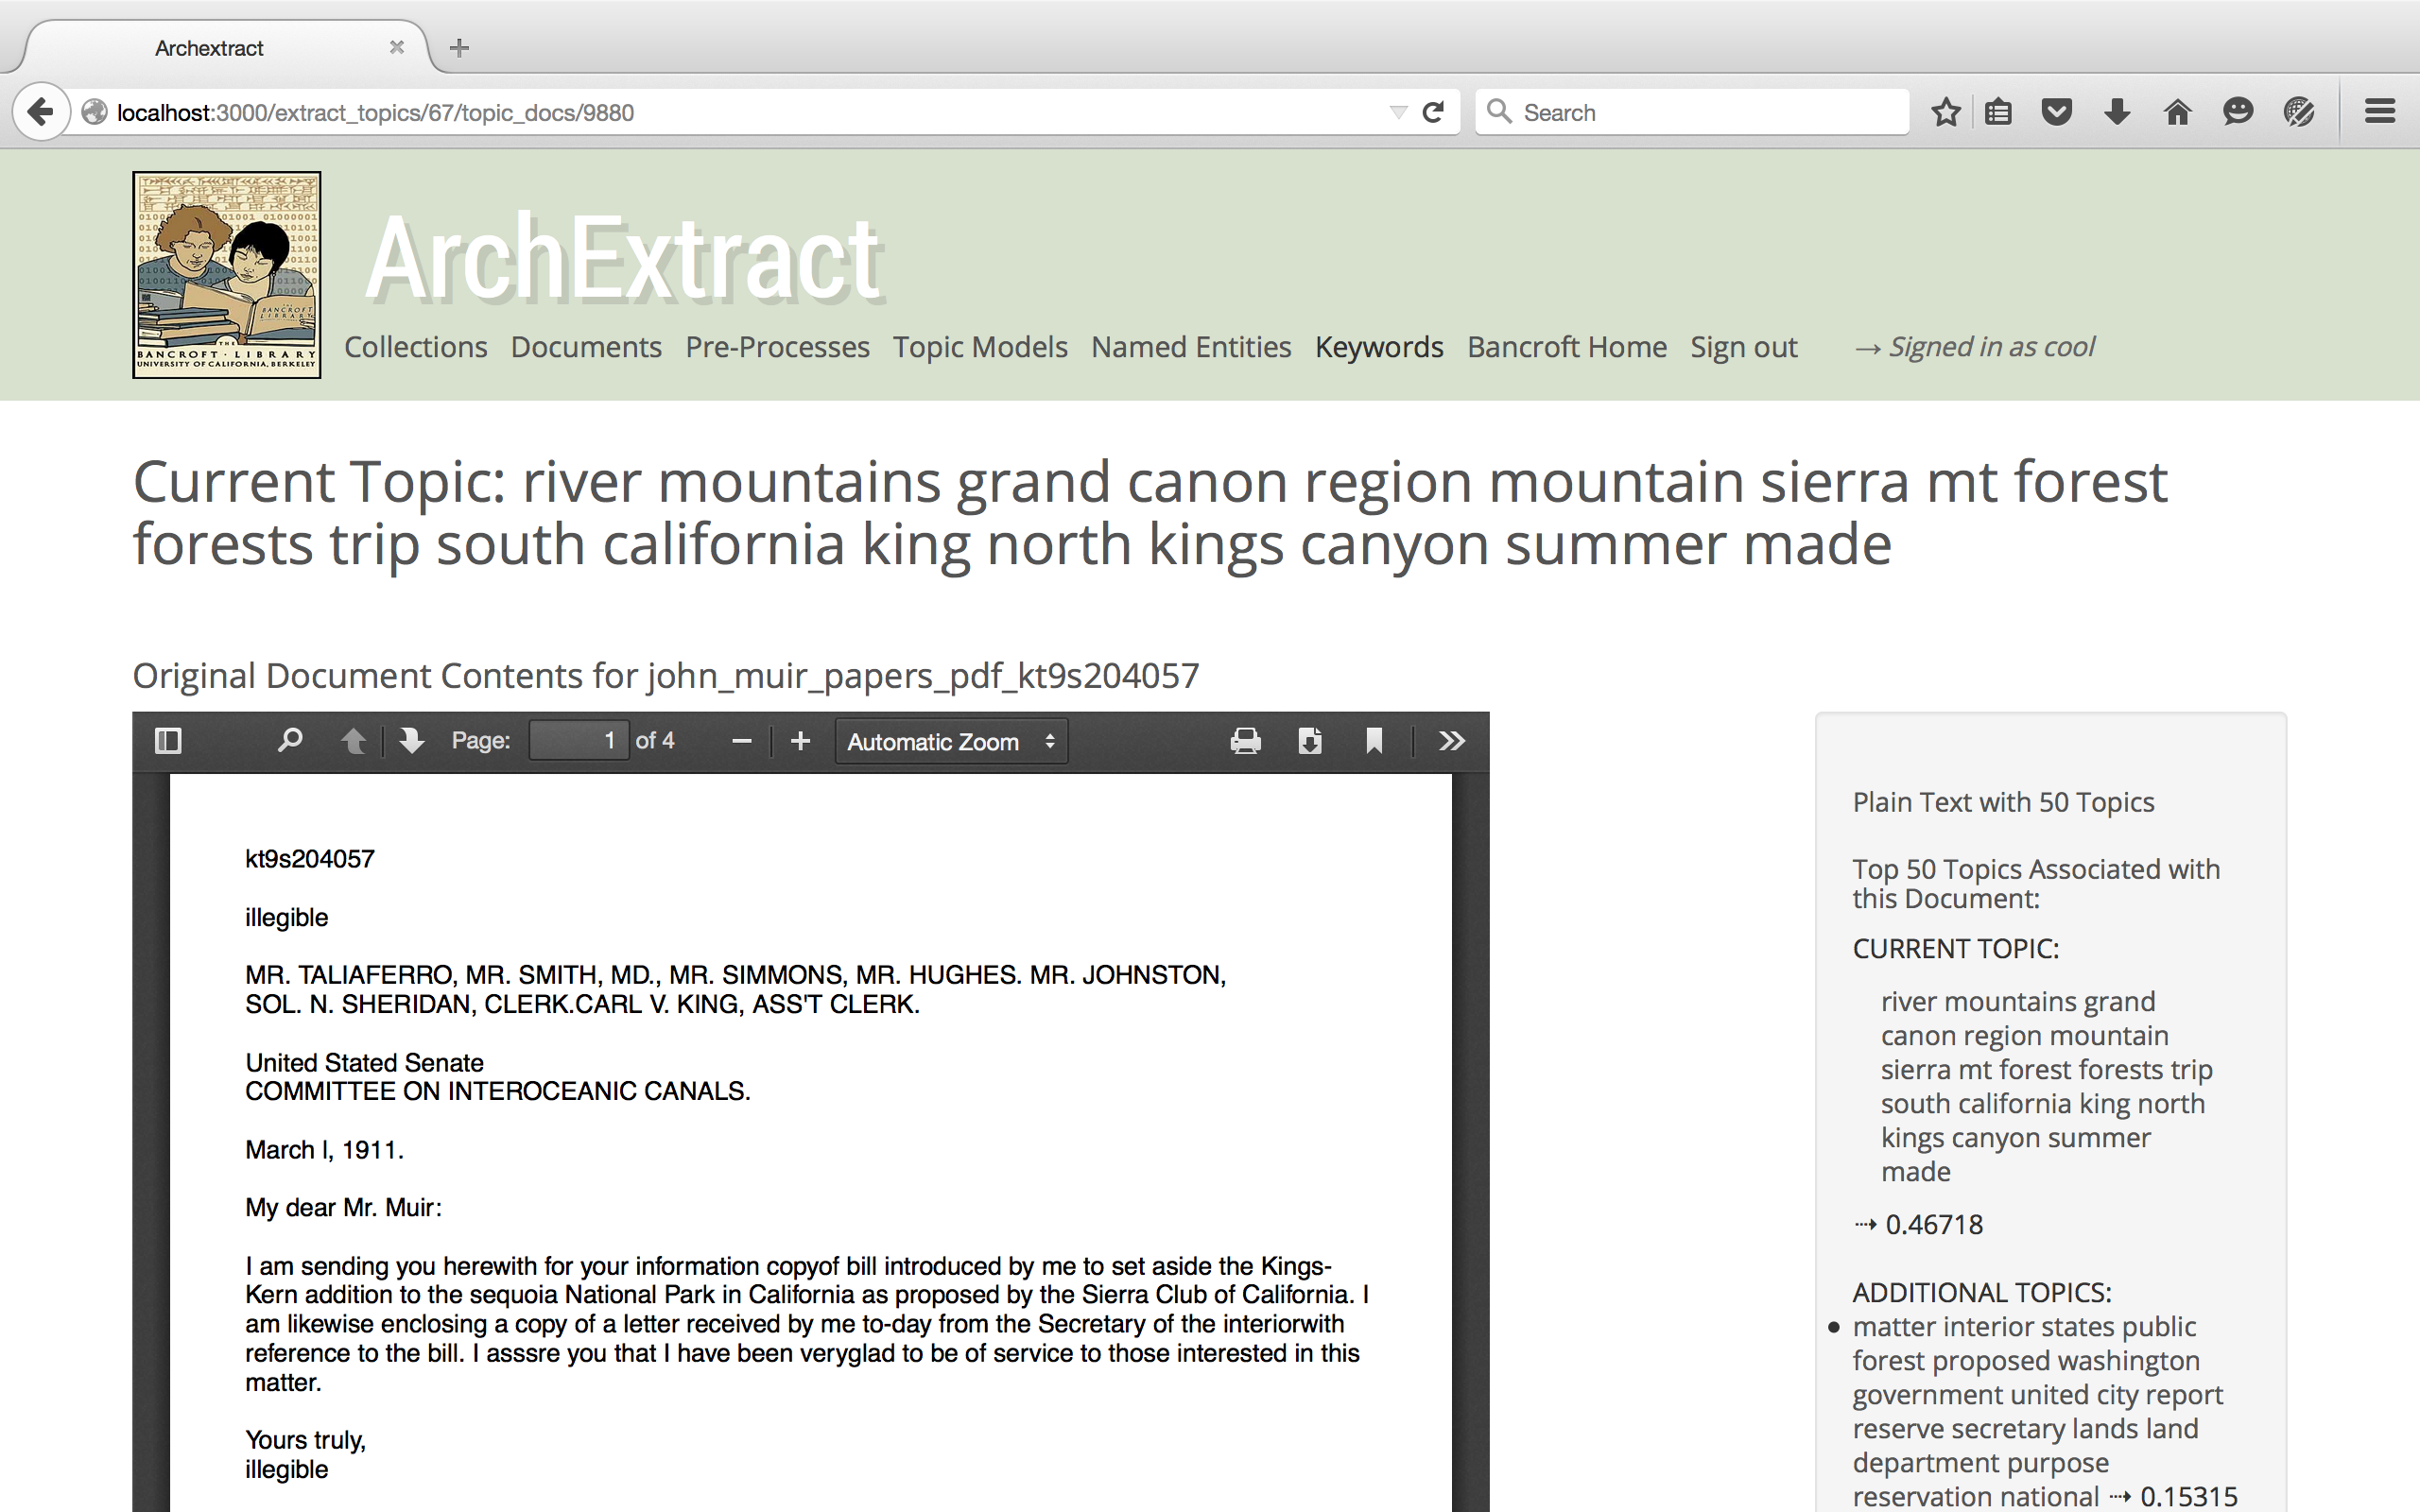 Archextract
localhost:3000/extract_topics/67/topic_docs/9880
Search
BANCROFT LIBRARY
THE
BANCROFT · LIBRARY
UNIVERSITY OF CALIFORNIA, BERKELEY
ArchExtract
Collections Documents Pre-Processes Topic Models Named Entities Keywords Bancroft Home Sign out → Signed in as cool
Current Topic: river mountains grand canon region mountain sierra mt forest
forests trip south california king north kings canyon summer made
Original Document Contents for john_muir_papers_pdf_kt9s204057
Page: 1 of 4 Automatic Zoom
kt9s204057
illegible
MR. TALIAFERRO, MR. SMITH, MD., MR. SIMMONS, MR. HUGHES. MR. JOHNSTON,
SOL. N. SHERIDAN, CLERK.CARL V. KING, ASS'T CLERK.
United Stated Senate
COMMITTEE ON INTEROCEANIC CANALS.
March I, 1911.
My dear Mr. Muir:
I am sending you herewith for your information copyof bill introduced by me to set aside the Kings-
Kern addition to the sequoia National Park in California as proposed by the Sierra Club of California. I
am likewise enclosing a copy of a letter received by me to-day from the Secretary of the interiorwith
reference to the bill. I asssre you that I have been veryglad to be of service to those interested in this
matter.
Yours truly,
illegible
Plain Text with 50 Topics
Top 50 Topics Associated with
this Document:
CURRENT TOPIC:
river mountains grand
canon region mountain
sierra mt forest forests trip
south california king north
kings canyon summer
made
⇢ 0.46718
ADDITIONAL TOPICS:
• matter interior states public
forest proposed washington
government united city report
reserve secretary lands land
department purpose
reservation national ⇢ 0.15315